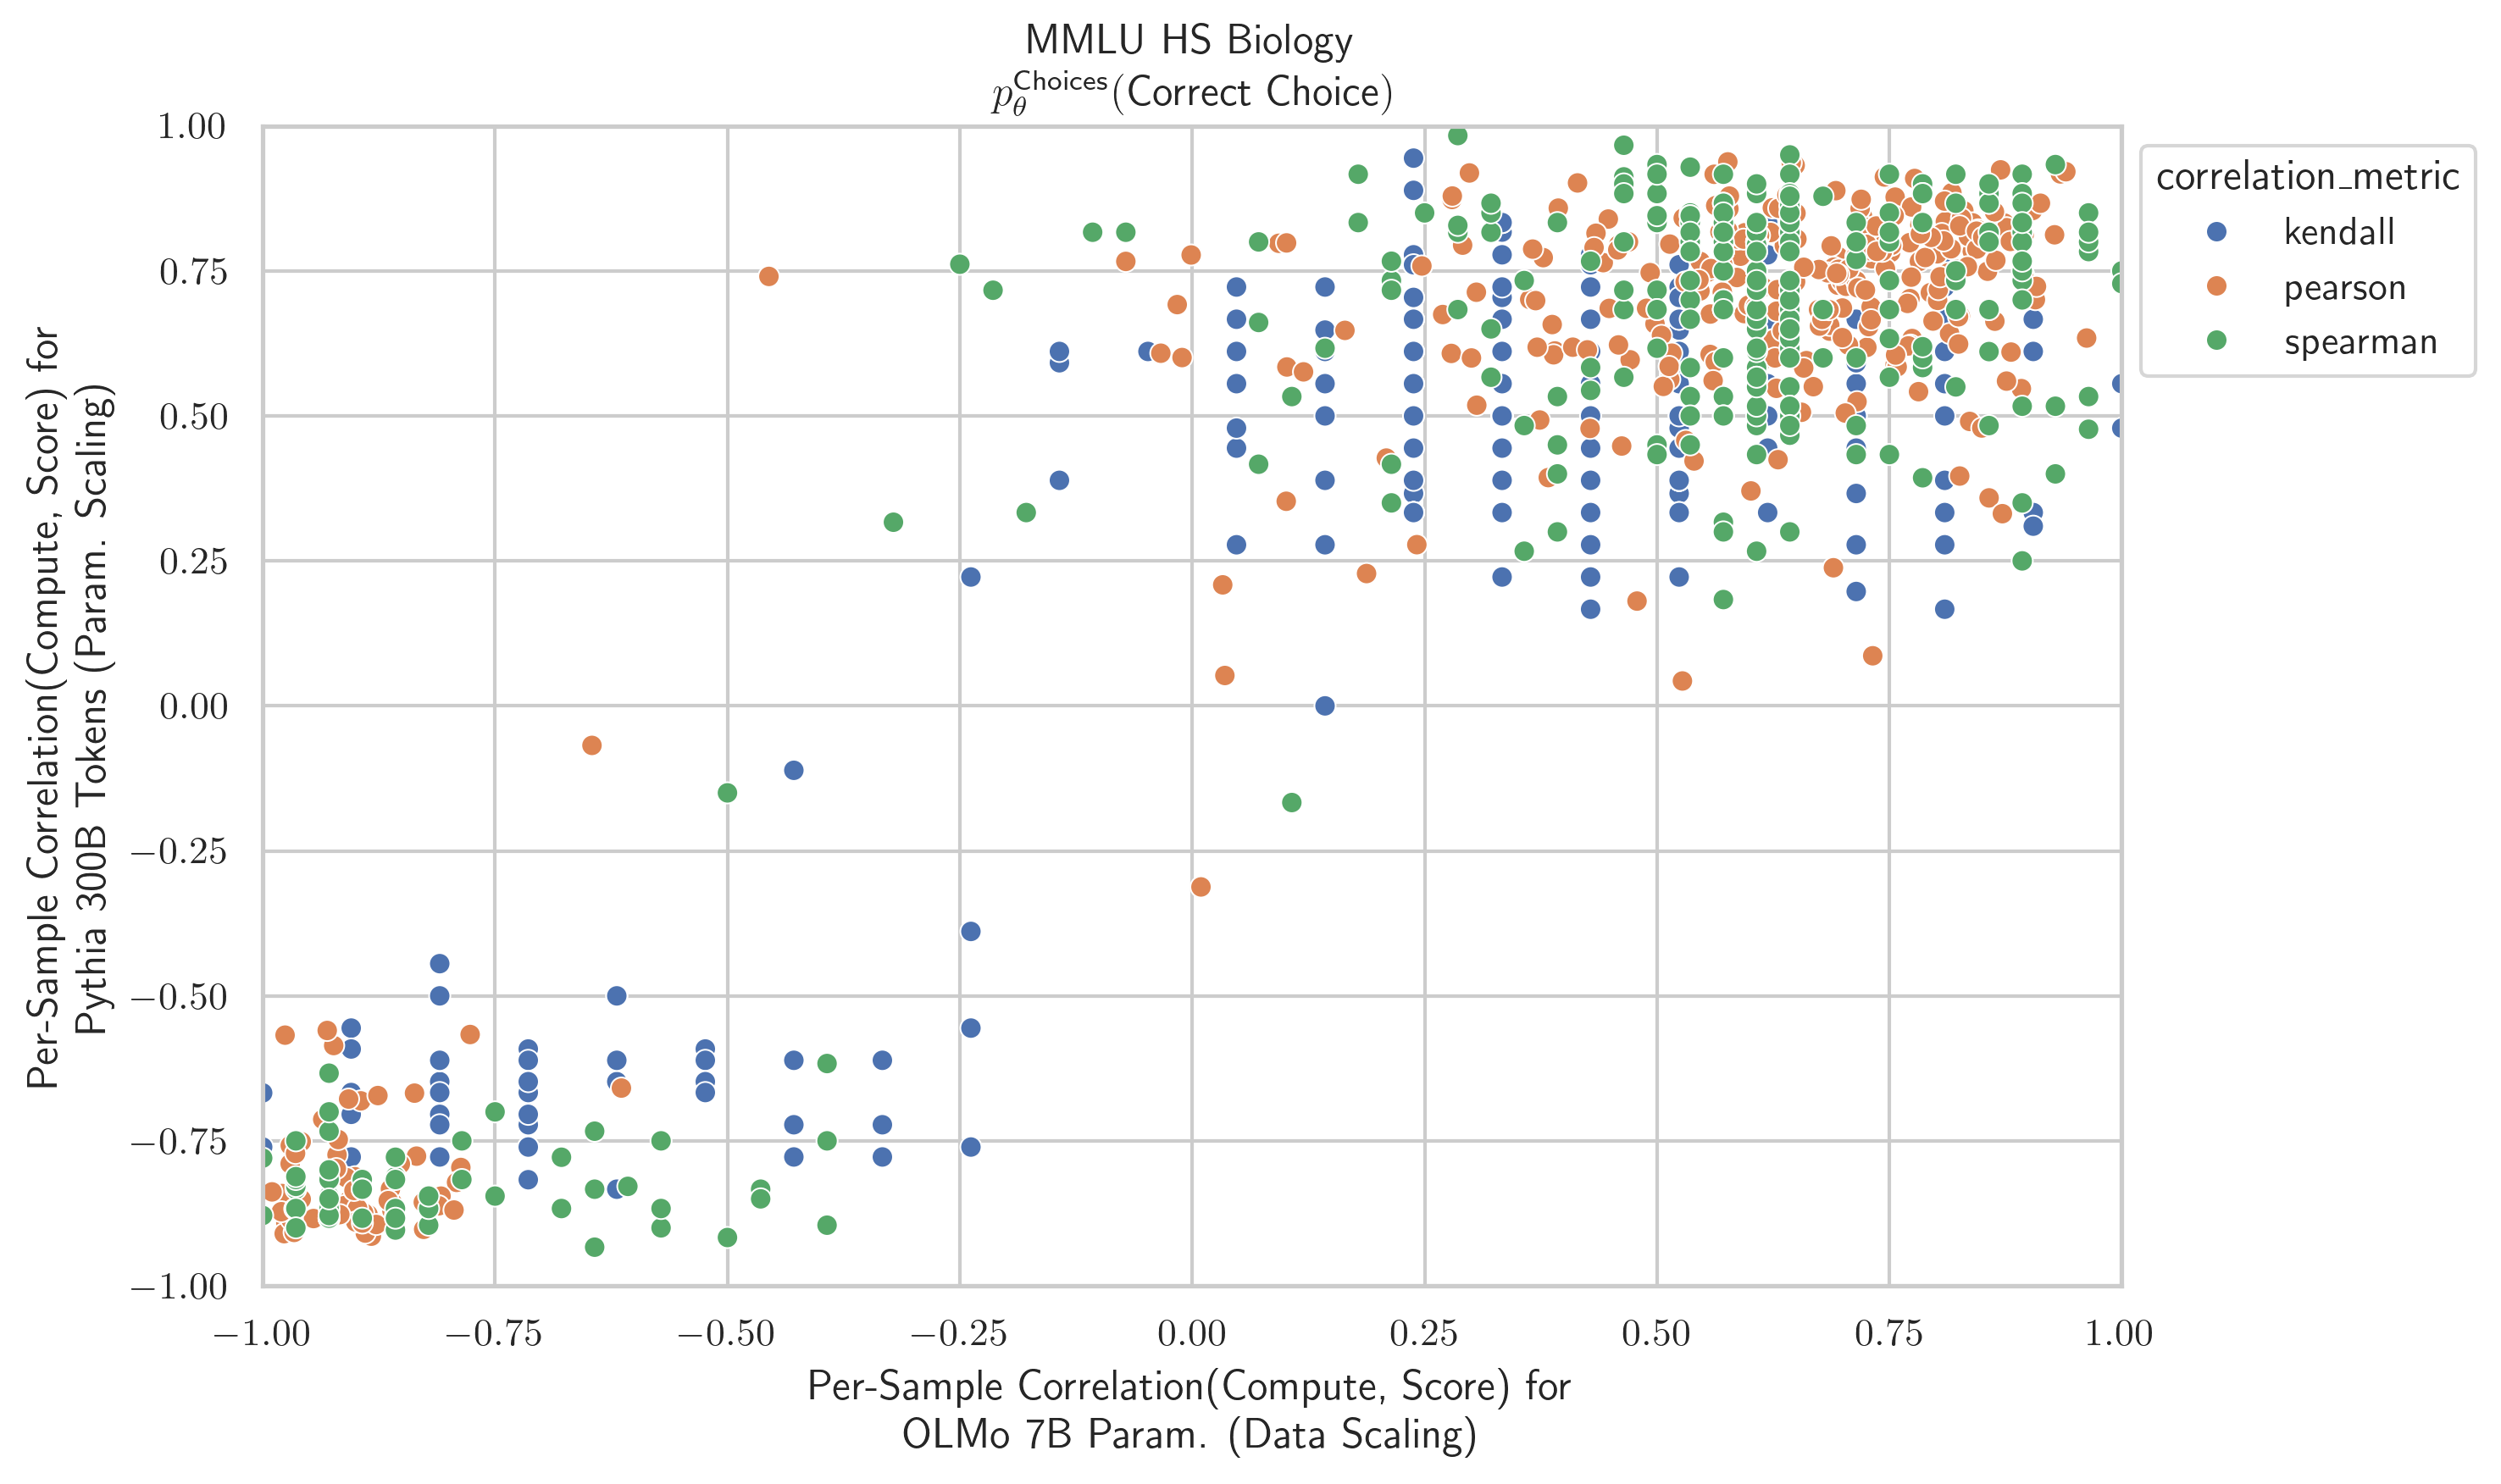 MMLU HS Biology
p_θ^Choices(Correct Choice)
Per-Sample Correlation(Compute, Score) for
Pythia 300B Tokens (Param. Scaling)
1.00
0.75
0.50
0.25
0.00
−0.25
−0.50
−0.75
−1.00
−1.00 −0.75 −0.50 −0.25 0.00 0.25 0.50 0.75 1.00
Per-Sample Correlation(Compute, Score) for
OLMo 7B Param. (Data Scaling)
correlation_metric
kendall
pearson
spearman